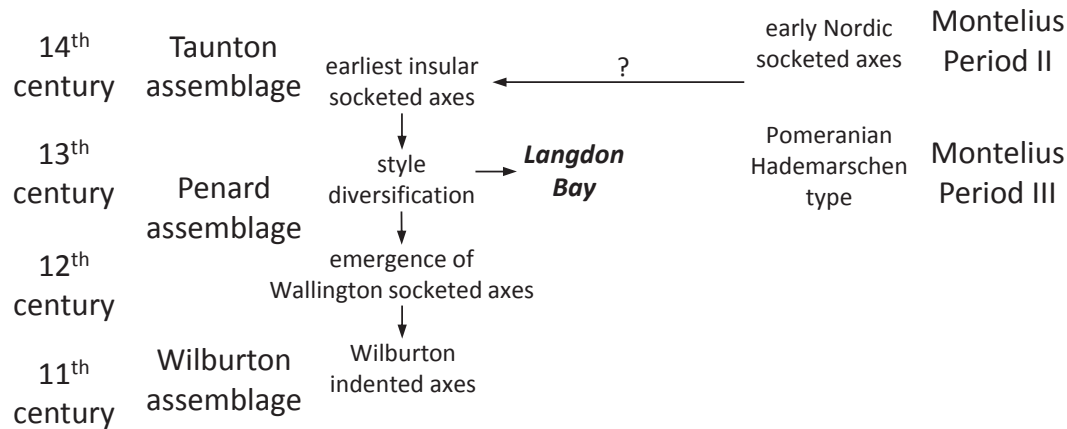 14th
century
Taunton
assemblage
earliest insular
socketed axes
?
early Nordic
socketed axes
Montelius
Period II
13th
century
Penard
assemblage
style
diversification
Langdon
Bay
Pomeranian
Hademarschen
type
Montelius
Period III
12th
century
emergence of
Wallington socketed axes
11th
century
Wilburton
assemblage
Wilburton
indented axes